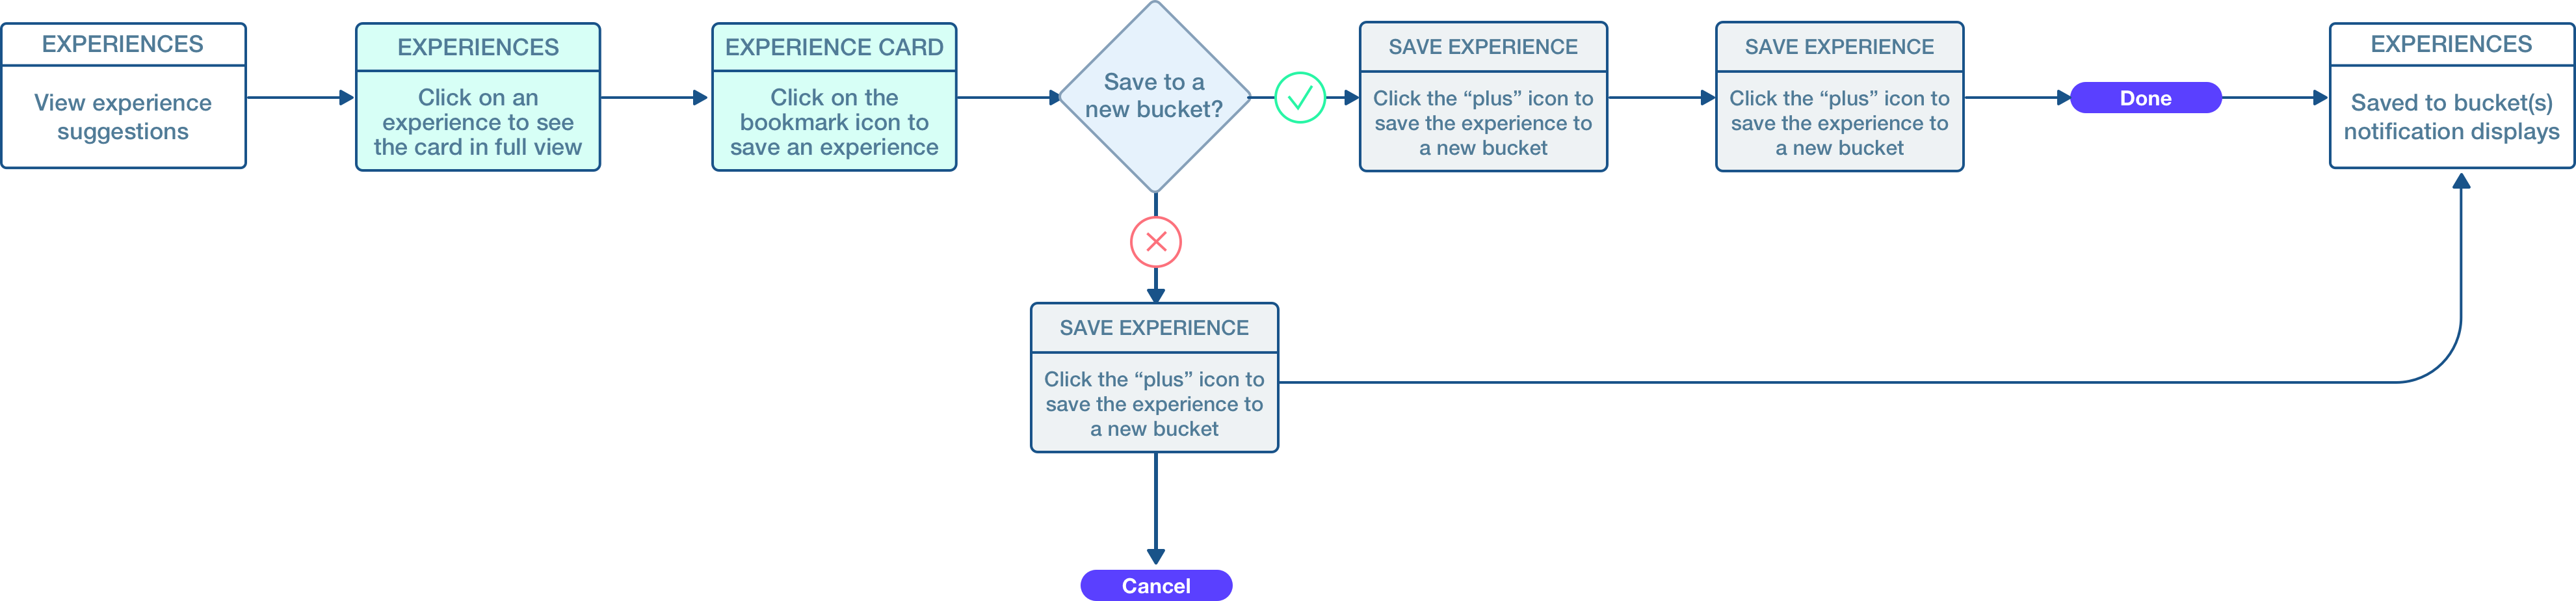 EXPERIENCES
View experience
suggestions
EXPERIENCES
Click on an
experience to see
the card in full view
EXPERIENCE CARD
Click on the
bookmark icon to
save an experience
Save to a
new bucket?
SAVE EXPERIENCE
Click the “plus” icon to
save the experience to
a new bucket
SAVE EXPERIENCE
Click the “plus” icon to
save the experience to
a new bucket
Done
EXPERIENCES
Saved to bucket(s)
notification displays
SAVE EXPERIENCE
Click the “plus” icon to
save the experience to
a new bucket
Cancel